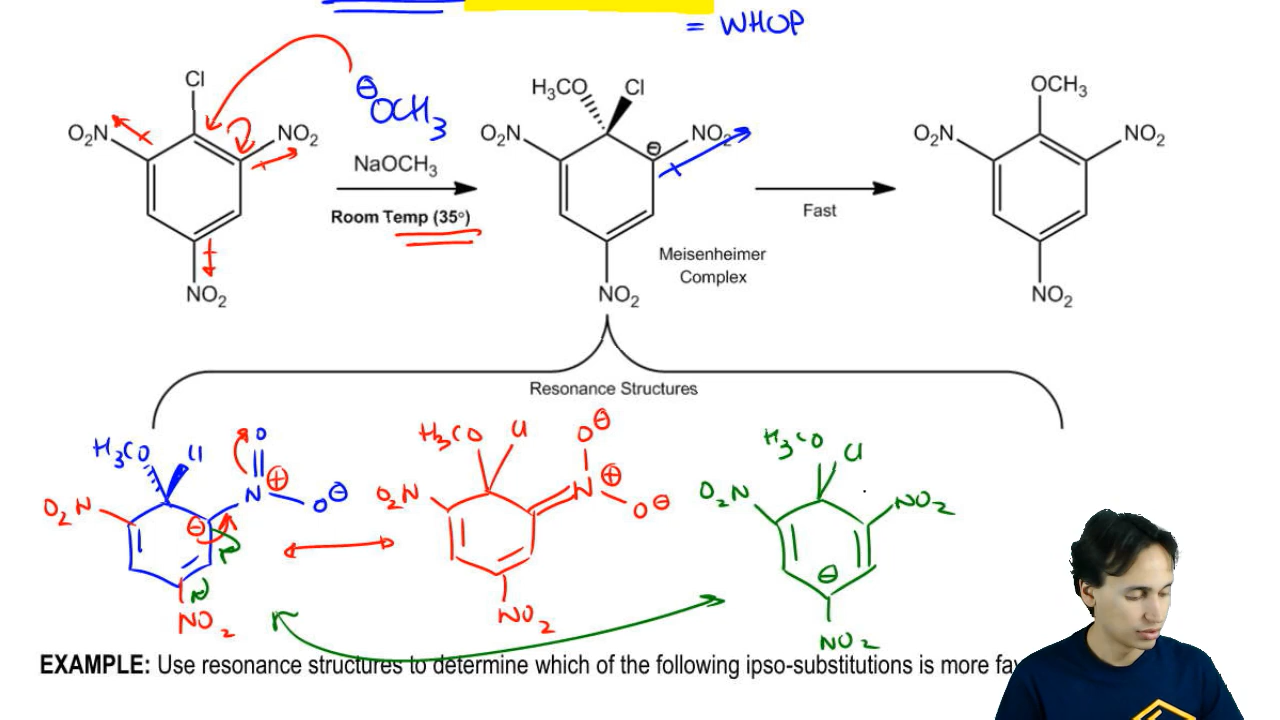 = WHOP
Cl
O₂N
NO₂
NO₂
⊖OCH₃
NaOCH₃
Room Temp (35°)
H₃CO
Cl
O₂N
⊖
NO₂
NO₂
Meisenheimer
Complex
Fast
OCH₃
O₂N
NO₂
NO₂
Resonance Structures
H₃CO
Cl
O
O₂N
N⊕
O⊖
⊖
NO₂
H₃CO
Cl
O⊖
O₂N
N⊕
O⊖
NO₂
H₃CO
Cl
O₂N
NO₂
⊖
NO₂
EXAMPLE: Use resonance structures to determine which of the following ipso-substitutions is more fav